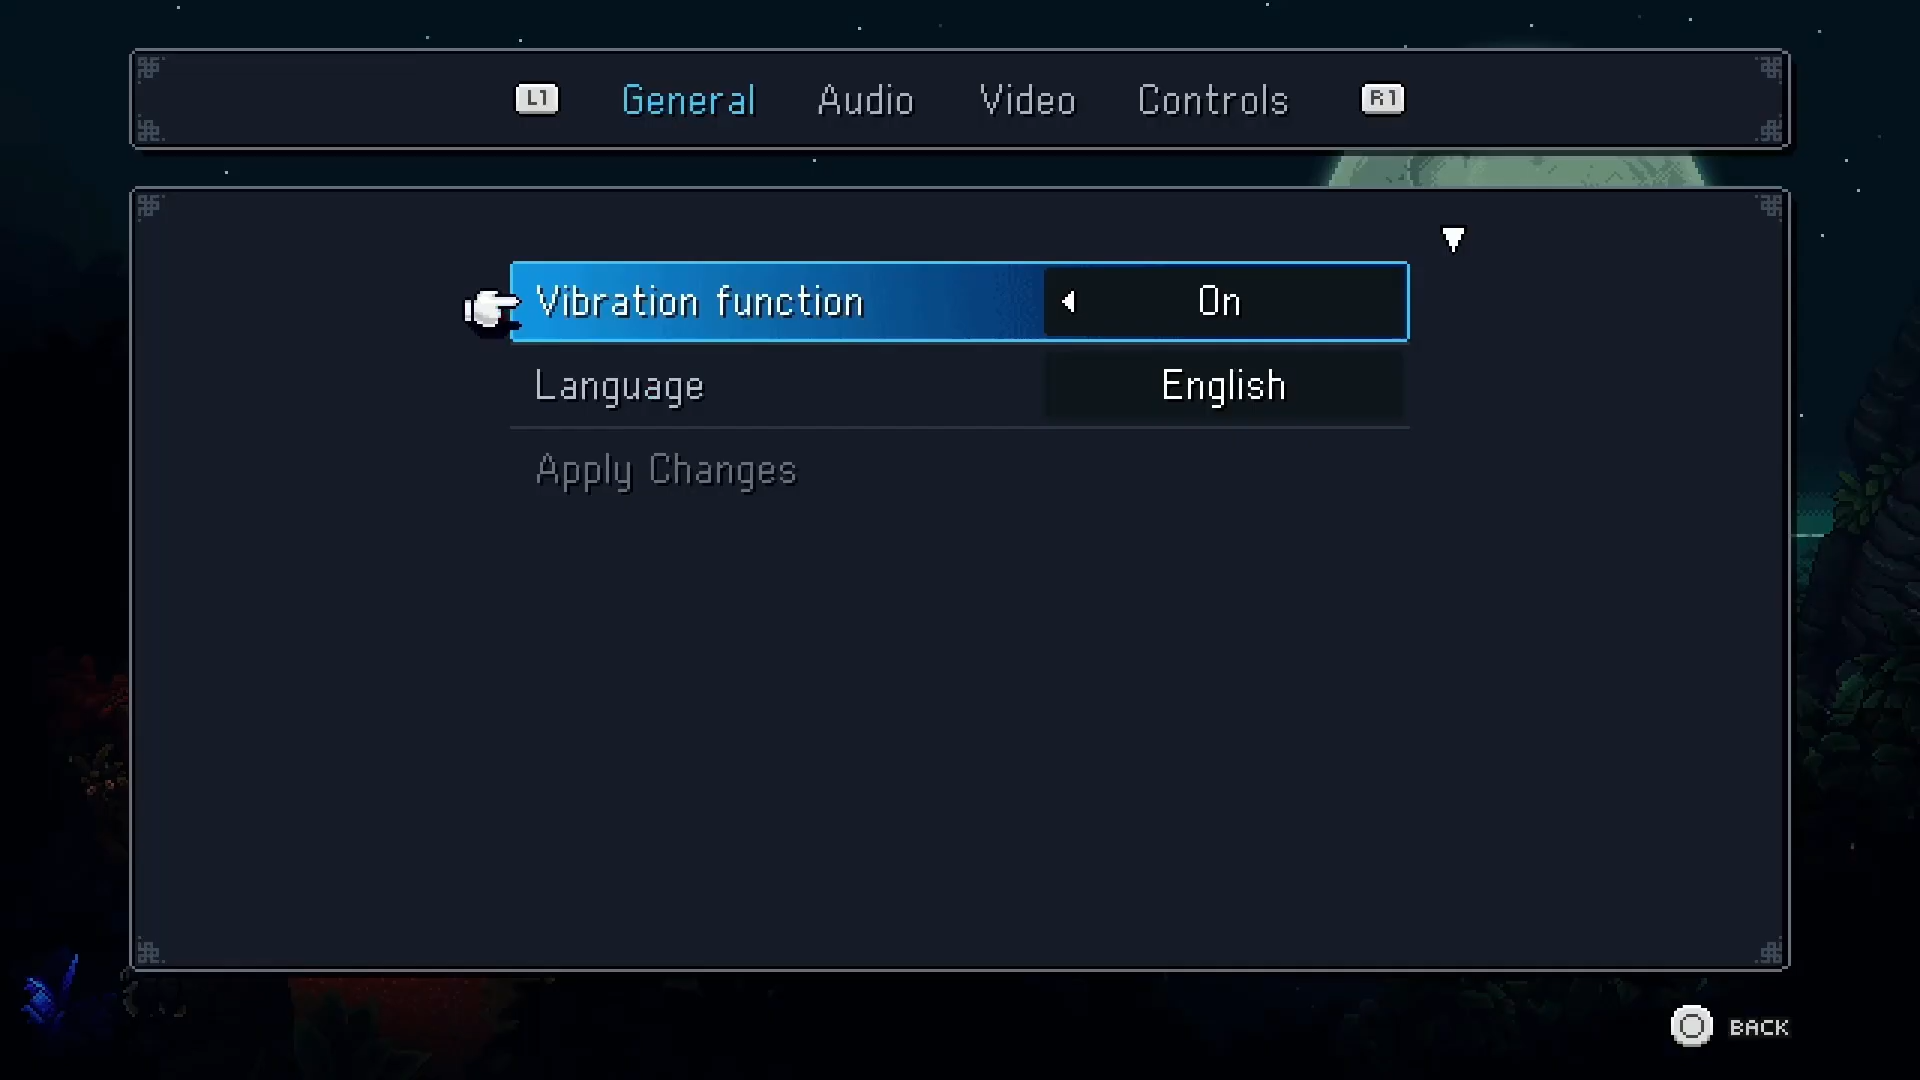 L1 General Audio Video Controls R1
Vibration function On
Language English
Apply Changes
BACK